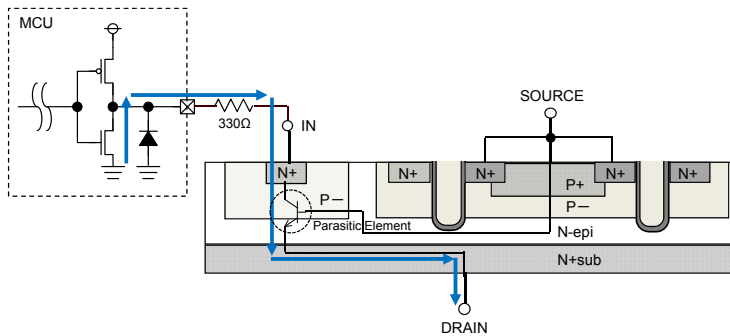 MCU
330Ω
IN
SOURCE
N+
P−
Parasitic Element
N+
N+
P+
N+
N+
P−
N-epi
N+sub
DRAIN